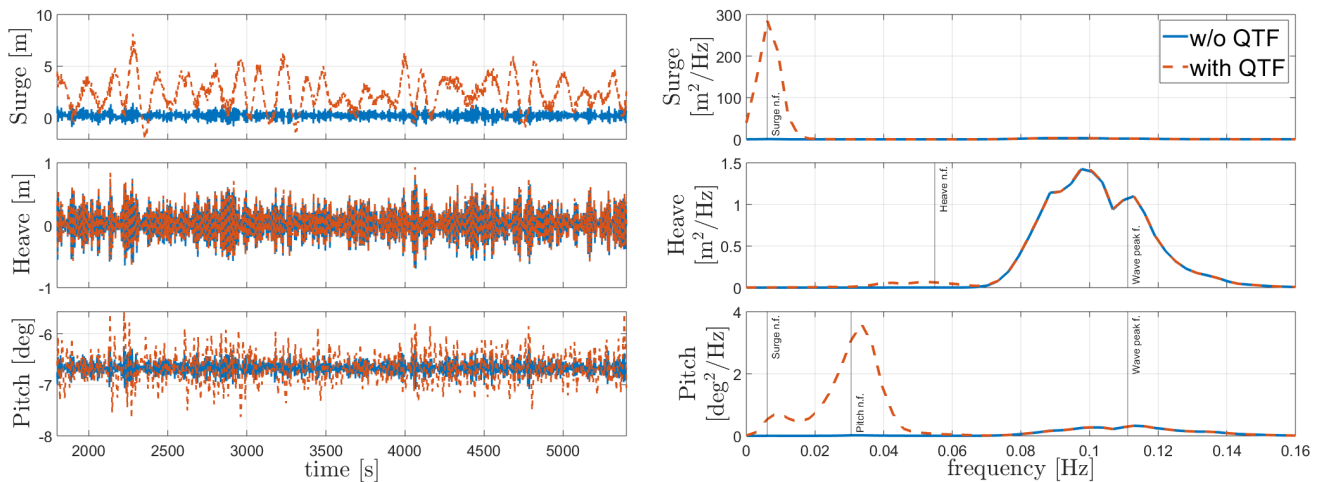 Surge [m]
10
5
0
Heave [m]
1
0
-1
Pitch [deg]
-6
-7
-8
2000 2500 3000 3500 4000 4500 5000
time [s]
Surge
[m²/Hz]
300
200
100
0
Surge n.f.
w/o QTF
with QTF
Heave
[m²/Hz]
1.5
1
0.5
0
Heave n.f.
Wave peak f.
Pitch
[deg²/Hz]
4
2
0
Surge n.f.
Pitch n.f.
Wave peak f.
0 0.02 0.04 0.06 0.08 0.1 0.12 0.14 0.16
frequency [Hz]